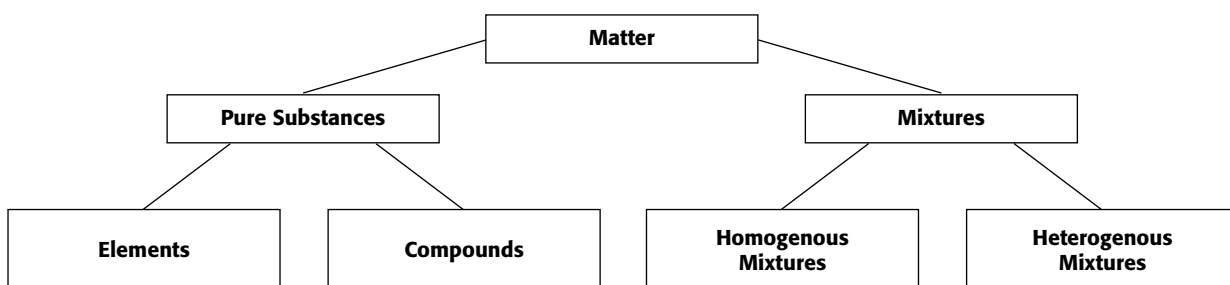 Matter
Pure Substances
Mixtures
Elements
Compounds
Homogenous
Mixtures
Heterogenous
Mixtures